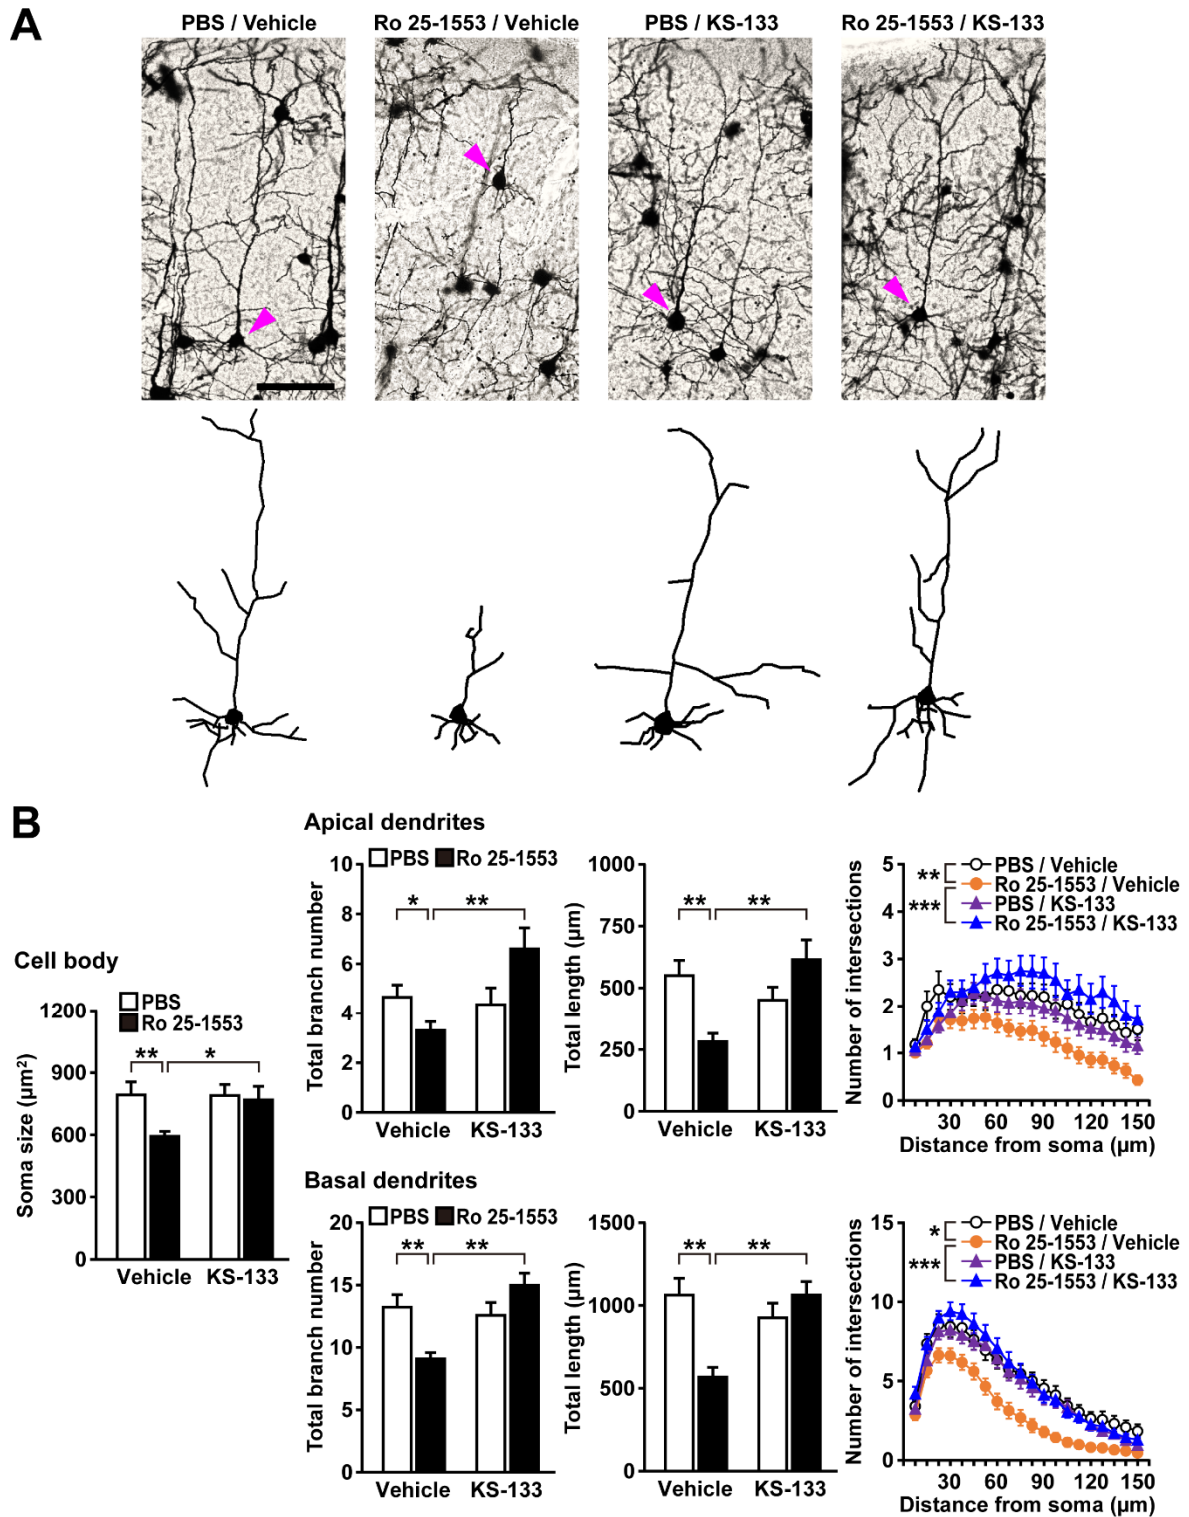 A
PBS / Vehicle
Ro 25-1553 / Vehicle
PBS / KS-133
Ro 25-1553 / KS-133
B
Cell body
PBS
Ro 25-1553
Soma size (µm²)
1200
900
600
300
0
**
*
Vehicle
KS-133
Apical dendrites
PBS
Ro 25-1553
Total branch number
10
8
6
4
2
0
*
**
Vehicle
KS-133
Total length (µm)
1000
750
500
250
0
**
**
Vehicle
KS-133
Number of intersections
5
4
3
2
1
0
**
***
PBS / Vehicle
Ro 25-1553 / Vehicle
PBS / KS-133
Ro 25-1553 / KS-133
30 60 90 120 150
Distance from soma (µm)
Basal dendrites
PBS
Ro 25-1553
Total branch number
20
15
10
5
0
**
**
Vehicle
KS-133
Total length (µm)
1500
1000
500
0
**
**
Vehicle
KS-133
Number of intersections
15
10
5
0
*
***
PBS / Vehicle
Ro 25-1553 / Vehicle
PBS / KS-133
Ro 25-1553 / KS-133
30 60 90 120 150
Distance from soma (µm)